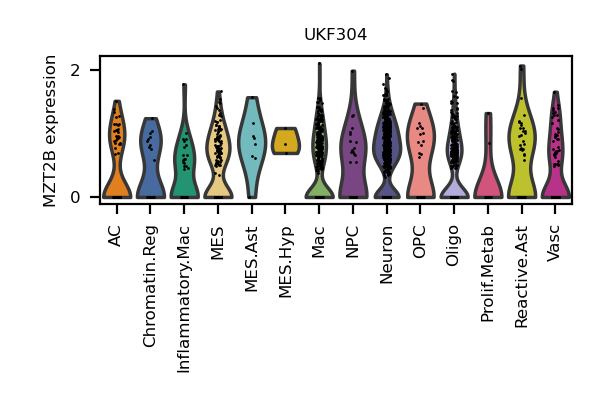 UKF304
MZT2B expression
2
0
AC
Chromatin.Reg
Inflammatory.Mac
MES
MES.Ast
MES.Hyp
Mac
NPC
Neuron
OPC
Oligo
Prolif.Metab
Reactive.Ast
Vasc